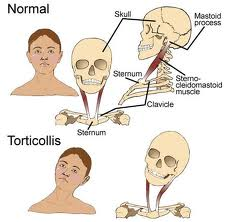 Normal
Skull
Mastoid
process
Sternum
Sterno-
cleidomastoid
muscle
Clavicle
Sternum
Torticollis